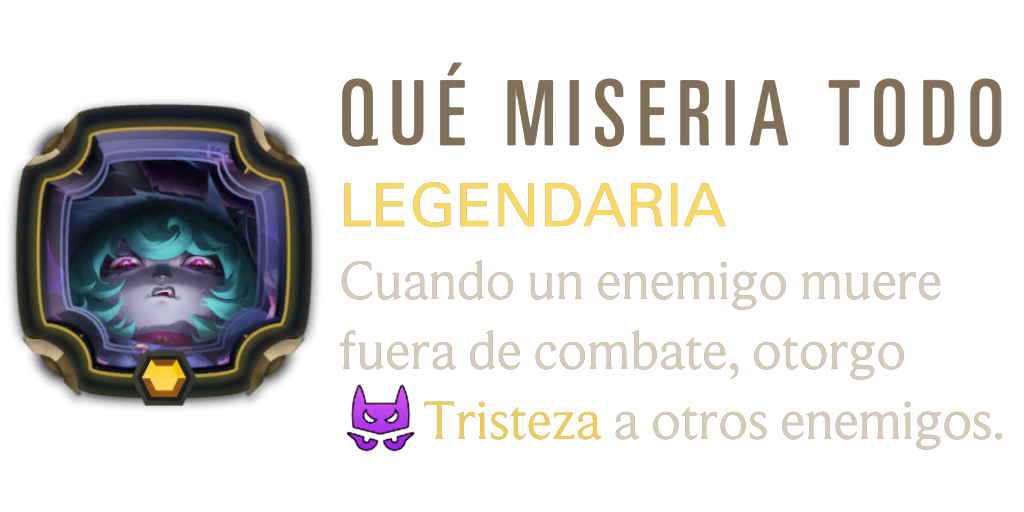 QUÉ MISERIA TODO
LEGENDARIA
Cuando un enemigo muere
fuera de combate, otorgo
Tristeza a otros enemigos.